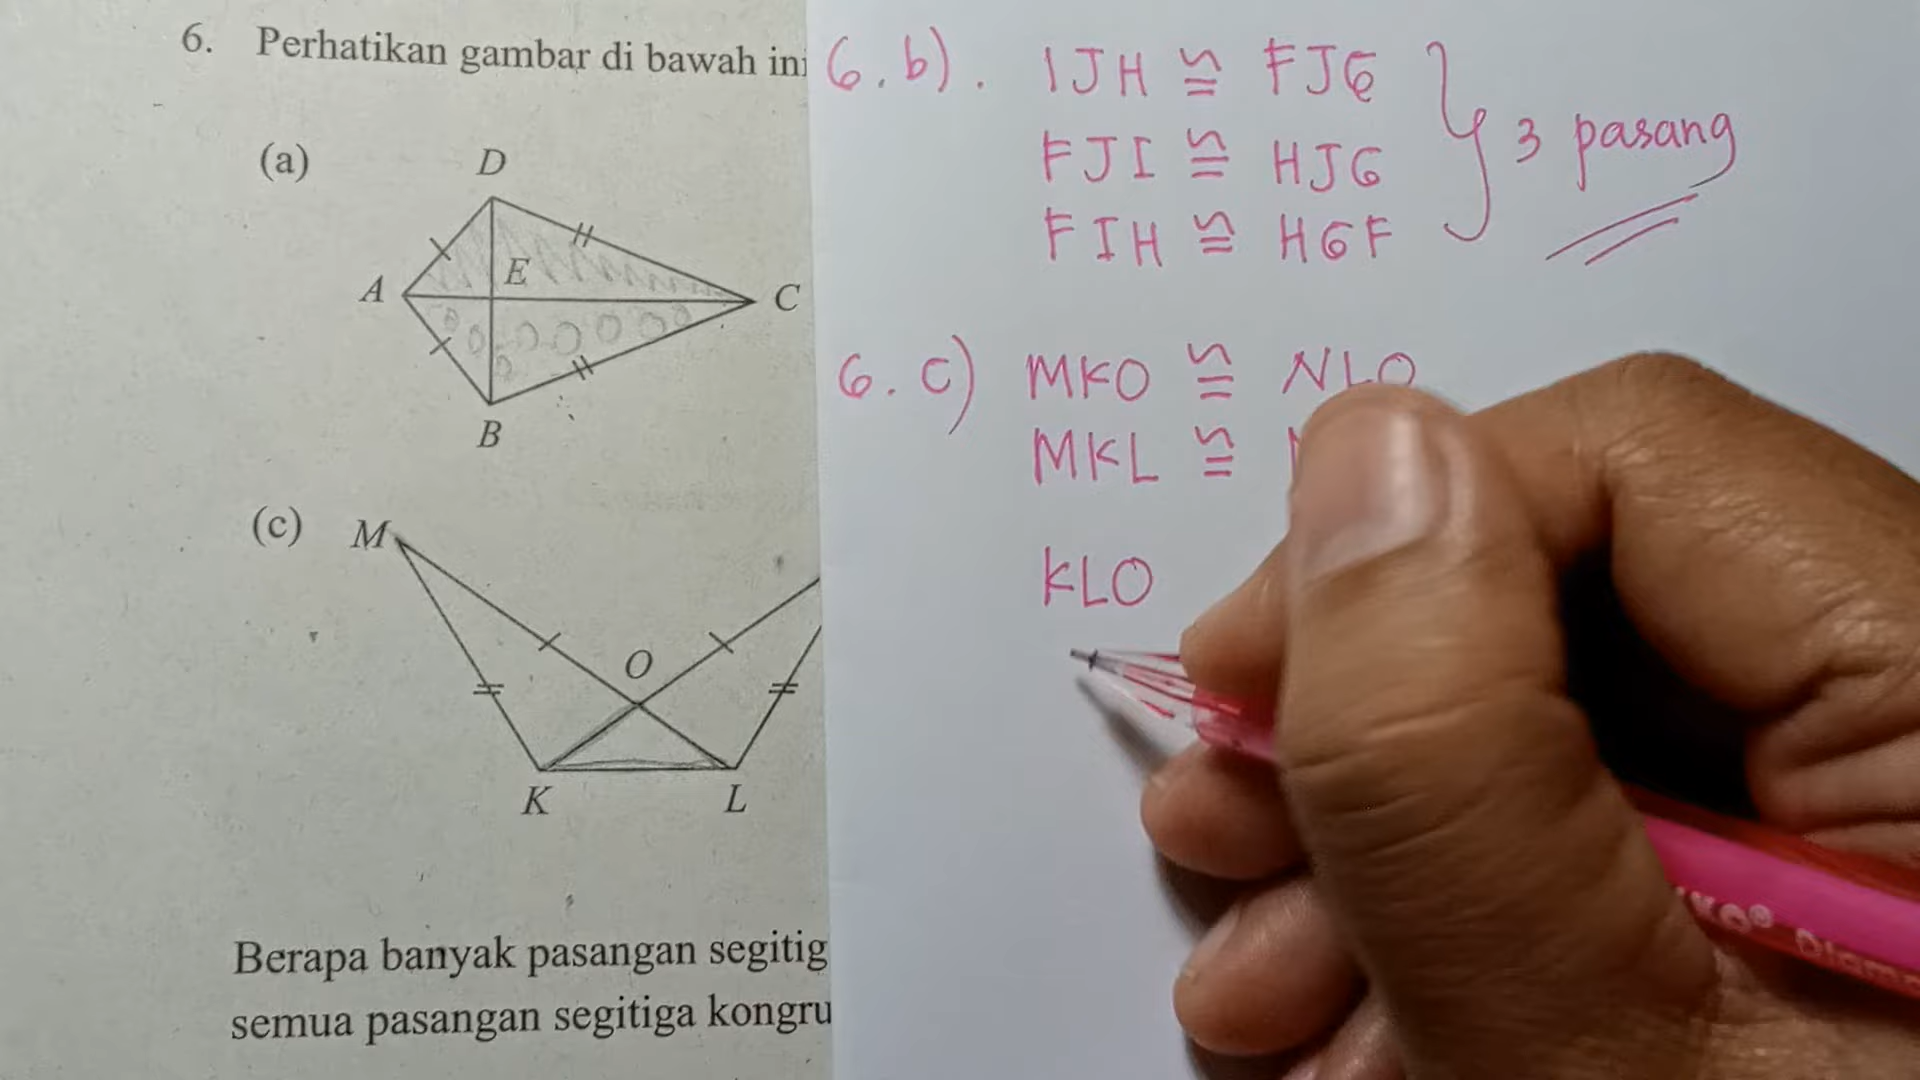 6. Perhatikan gambar di bawah ini
(a)
D
A
E
C
B
(c)
M
O
K
L
Berapa banyak pasangan segitig
semua pasangan segitiga kongru
6.b). IJH ≅ FJG
FJI ≅ HJG
FIH ≅ HGF
3 pasang
6.c) MKO ≅ NLO
MKL ≅
KLO